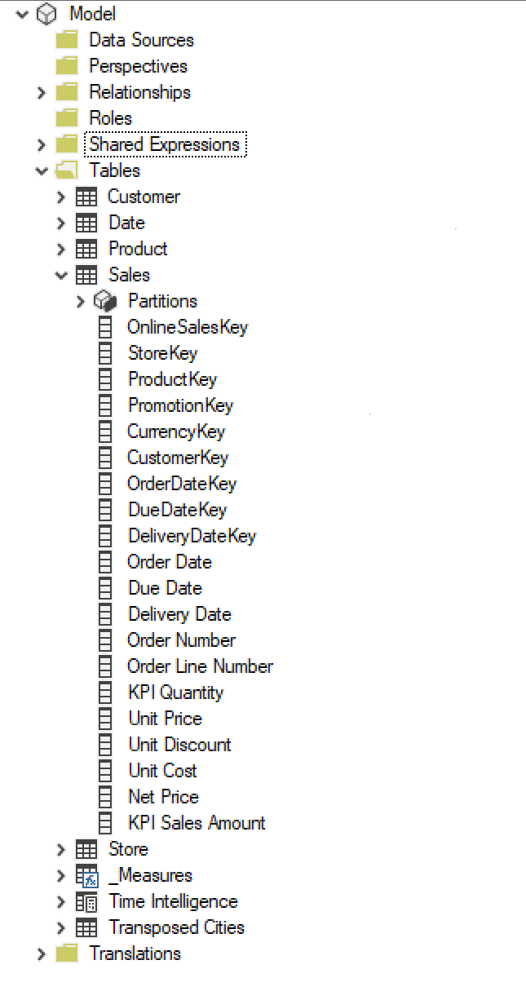 Model
Data Sources
Perspectives
Relationships
Roles
Shared Expressions
Tables
Customer
Date
Product
Sales
Partitions
OnlineSalesKey
StoreKey
ProductKey
PromotionKey
CurrencyKey
CustomerKey
OrderDateKey
DueDateKey
DeliveryDateKey
Order Date
Due Date
Delivery Date
Order Number
Order Line Number
KPI Quantity
Unit Price
Unit Discount
Unit Cost
Net Price
KPI Sales Amount
Store
_Measures
Time Intelligence
Transposed Cities
Translations